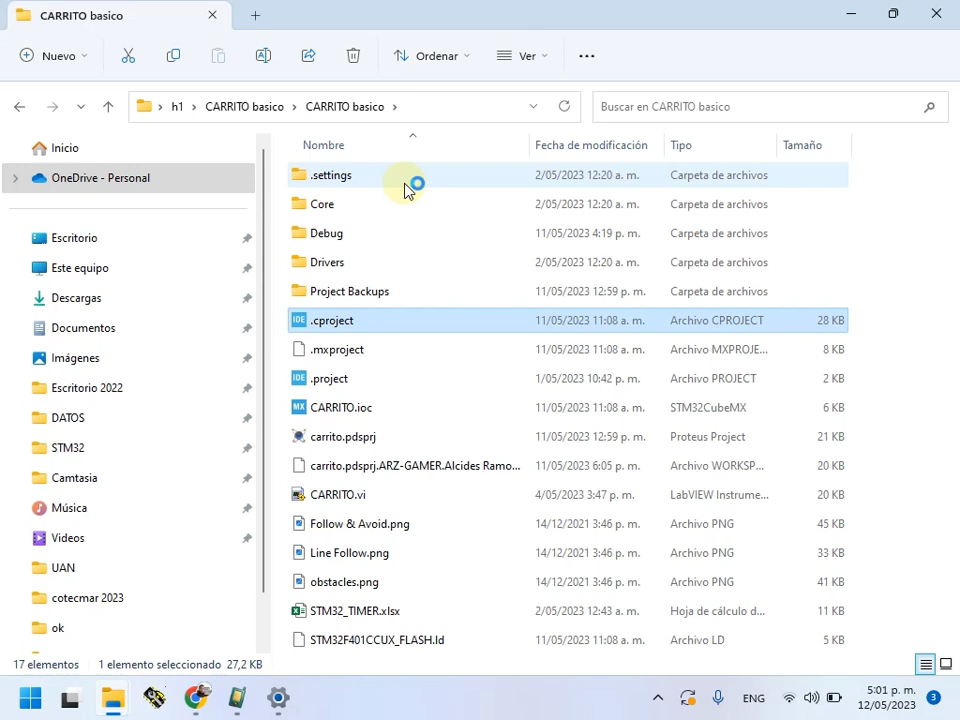 CARRITO basico
Nuevo
Ordenar
Ver
h1 > CARRITO basico > CARRITO basico >
Buscar en CARRITO basico
Nombre Fecha de modificación Tipo Tamaño
Inicio
OneDrive - Personal
Escritorio
Este equipo
Descargas
Documentos
Imágenes
Escritorio 2022
DATOS
STM32
Camtasia
Música
Videos
UAN
cotecmar 2023
ok
.settings 2/05/2023 12:20 a. m. Carpeta de archivos
Core 2/05/2023 12:20 a. m. Carpeta de archivos
Debug 11/05/2023 4:19 p. m. Carpeta de archivos
Drivers 2/05/2023 12:20 a. m. Carpeta de archivos
Project Backups 11/05/2023 12:59 p. m. Carpeta de archivos
IDE .cproject 11/05/2023 11:08 a. m. Archivo CPROJECT 28 KB
.mxproject 11/05/2023 11:08 a. m. Archivo MXPROJE... 8 KB
IDE .project 1/05/2023 10:42 p. m. Archivo PROJECT 2 KB
MX CARRITO.ioc 11/05/2023 11:08 a. m. STM32CubeMX 6 KB
carrito.pdsprj 11/05/2023 12:59 p. m. Proteus Project 21 KB
carrito.pdsprj.ARZ-GAMER.Alcides Ramo... 11/05/2023 6:05 p. m. Archivo WORKSP... 20 KB
CARRITO.vi 4/05/2023 3:47 p. m. LabVIEW Instrume... 20 KB
Follow & Avoid.png 14/12/2021 3:46 p. m. Archivo PNG 45 KB
Line Follow.png 14/12/2021 3:46 p. m. Archivo PNG 33 KB
obstacles.png 14/12/2021 3:46 p. m. Archivo PNG 41 KB
STM32_TIMER.xlsx 2/05/2023 12:43 a. m. Hoja de cálculo d... 11 KB
STM32F401CCUX_FLASH.ld 11/05/2023 11:08 a. m. Archivo LD 5 KB
17 elementos 1 elemento seleccionado 27,2 KB
ENG
5:01 p. m.
12/05/2023
3